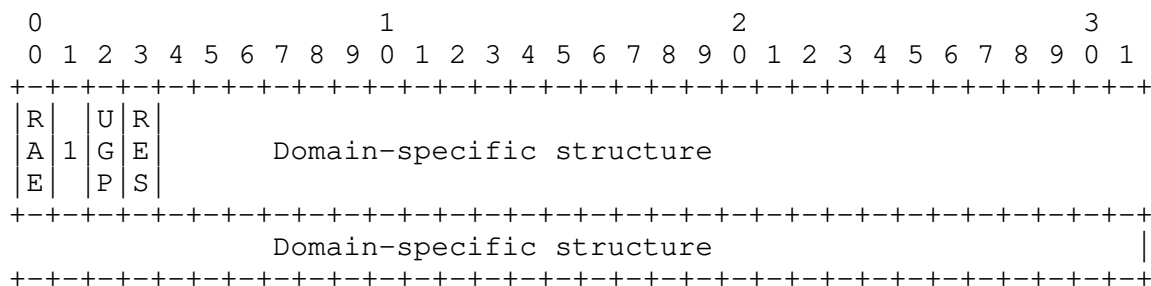 0                   1                   2                   3
 0 1 2 3 4 5 6 7 8 9 0 1 2 3 4 5 6 7 8 9 0 1 2 3 4 5 6 7 8 9 0 1
+-+-+-+-+-+-+-+-+-+-+-+-+-+-+-+-+-+-+-+-+-+-+-+-+-+-+-+-+-+-+-+-+
|R| |U|R|
|A|1|G|E|      Domain-specific structure
|E| |P|S|
+-+-+-+-+-+-+-+-+-+-+-+-+-+-+-+-+-+-+-+-+-+-+-+-+-+-+-+-+-+-+-+-+
               Domain-specific structure                        |
+-+-+-+-+-+-+-+-+-+-+-+-+-+-+-+-+-+-+-+-+-+-+-+-+-+-+-+-+-+-+-+-+